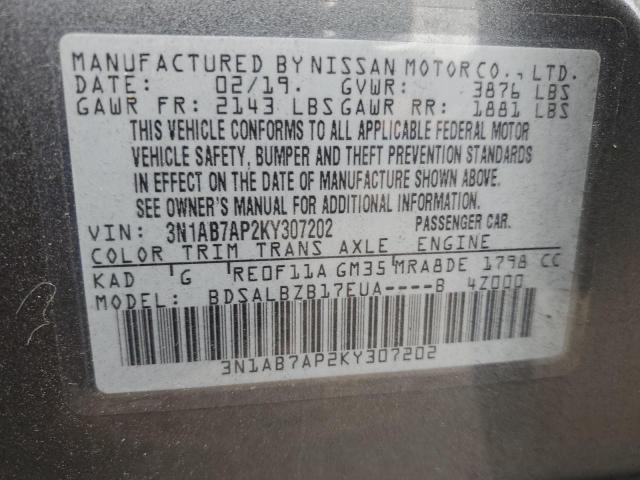 MANUFACTURED BY NISSAN MOTOR CO., LTD.
DATE: 02/19. GVWR: 3876 LBS
GAWR FR: 2143 LBS GAWR RR: 1881 LBS
THIS VEHICLE CONFORMS TO ALL APPLICABLE FEDERAL MOTOR
VEHICLE SAFETY, BUMPER AND THEFT PREVENTION STANDARDS
IN EFFECT ON THE DATE OF MANUFACTURE SHOWN ABOVE.
SEE OWNER'S MANUAL FOR ADDITIONAL INFORMATION.
VIN: 3N1AB7AP2KY307202 PASSENGER CAR.
COLOR TRIM TRANS AXLE ENGINE
KAD G RE0F11A GM35 MRA8DE 1798 CC
MODEL: BDSALBZB17EUA----B 4Z000
3N1AB7AP2KY307202